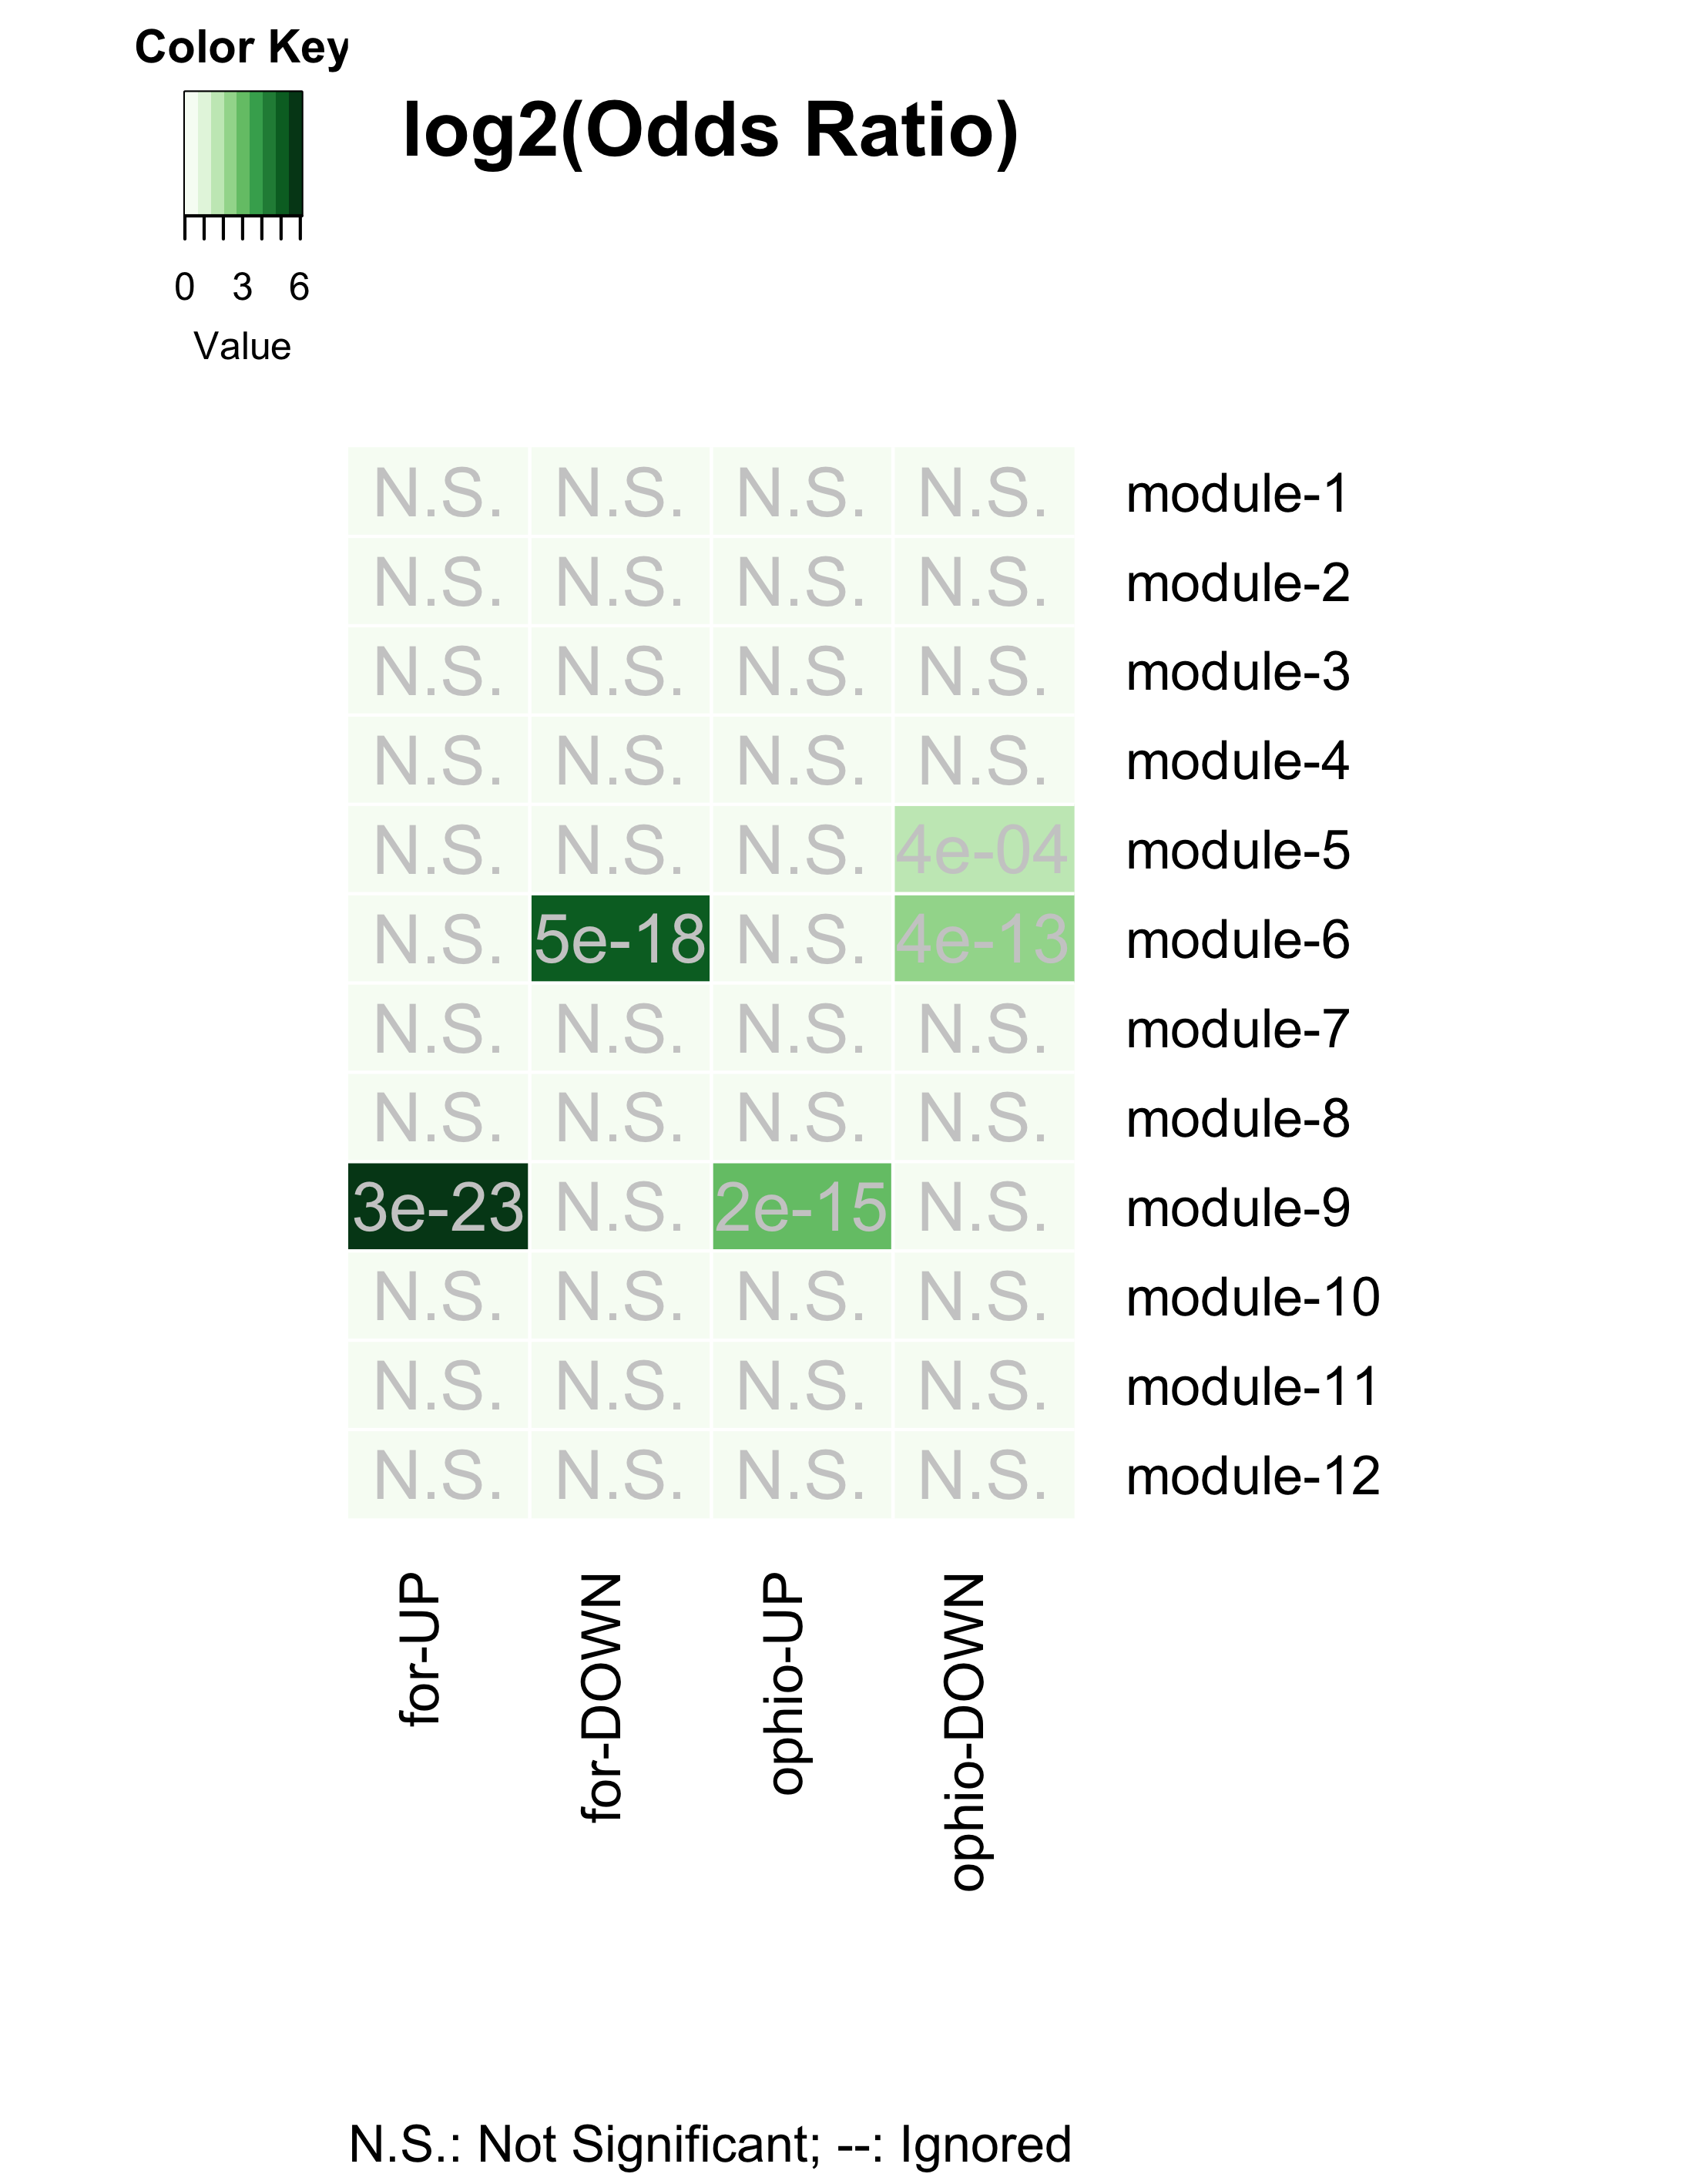 Color Key
log2(Odds Ratio)
0 3 6
Value
N.S. N.S. N.S. N.S. module-1
N.S. N.S. N.S. N.S. module-2
N.S. N.S. N.S. N.S. module-3
N.S. N.S. N.S. N.S. module-4
N.S. N.S. N.S. 4e-04 module-5
N.S. 5e-18 N.S. 4e-13 module-6
N.S. N.S. N.S. N.S. module-7
N.S. N.S. N.S. N.S. module-8
3e-23 N.S. 2e-15 N.S. module-9
N.S. N.S. N.S. N.S. module-10
N.S. N.S. N.S. N.S. module-11
N.S. N.S. N.S. N.S. module-12
for-UP
for-DOWN
ophio-UP
ophio-DOWN
N.S.: Not Significant; --: Ignored